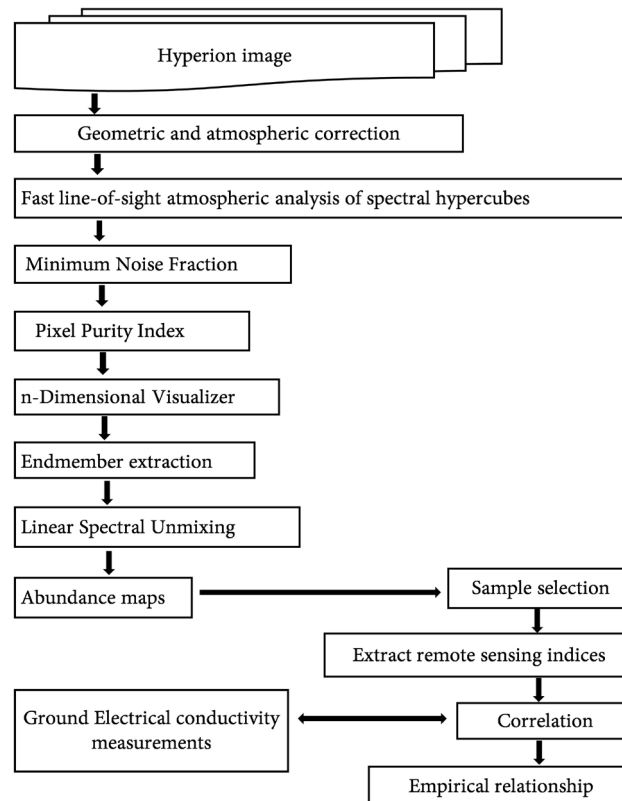 Hyperion image
Geometric and atmospheric correction
Fast line-of-sight atmospheric analysis of spectral hypercubes
Minimum Noise Fraction
Pixel Purity Index
n-Dimensional Visualizer
Endmember extraction
Linear Spectral Unmixing
Abundance maps
Sample selection
Extract remote sensing indices
Ground Electrical conductivity
measurements
Correlation
Empirical relationship